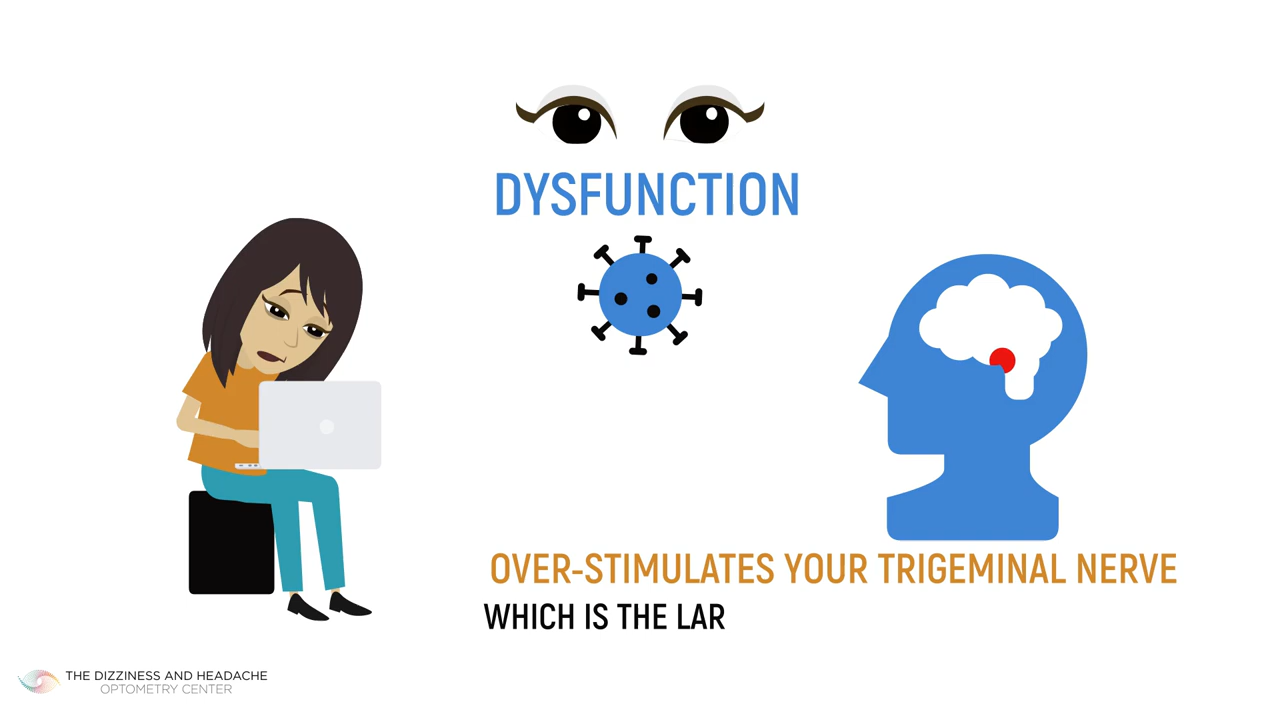 DYSFUNCTION
OVER-STIMULATES YOUR TRIGEMINAL NERVE
WHICH IS THE LAR
THE DIZZINESS AND HEADACHE
OPTOMETRY CENTER